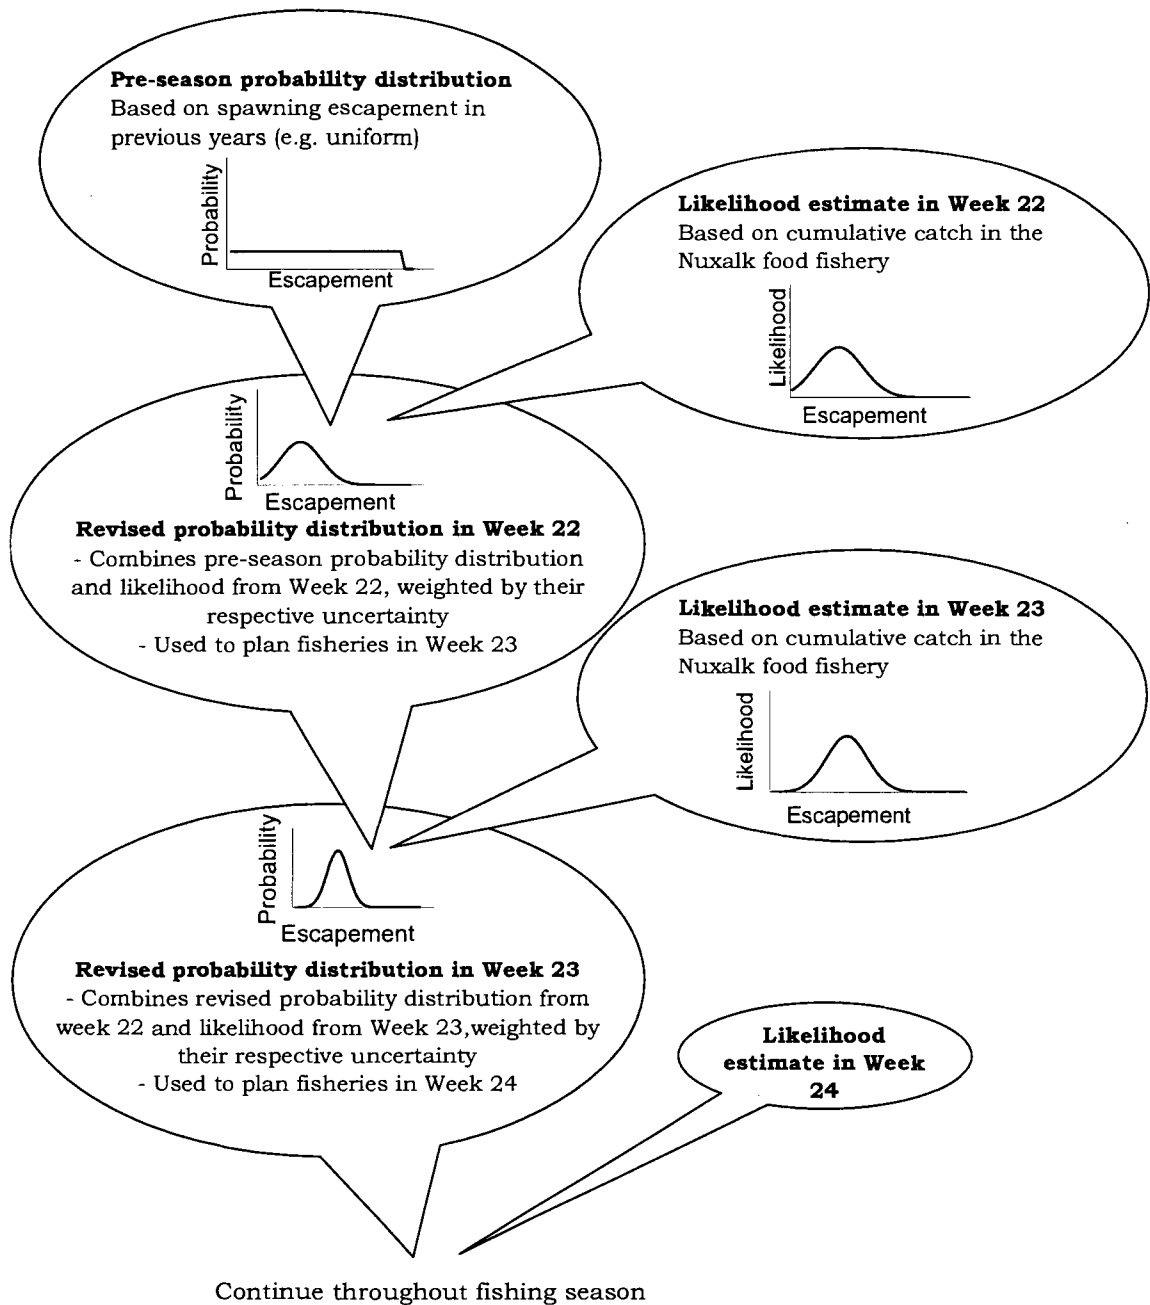 Pre-season probability distribution
Based on spawning escapement in
previous years (e.g. uniform)
Probability
Escapement
Likelihood estimate in Week 22
Based on cumulative catch in the
Nuxalk food fishery
Likelihood
Escapement
Probability
Escapement
Revised probability distribution in Week 22
- Combines pre-season probability distribution
and likelihood from Week 22, weighted by their
respective uncertainty
- Used to plan fisheries in Week 23
Likelihood estimate in Week 23
Based on cumulative catch in the
Nuxalk food fishery
Likelihood
Escapement
Probability
Escapement
Revised probability distribution in Week 23
- Combines revised probability distribution from
week 22 and likelihood from Week 23,weighted by
their respective uncertainty
- Used to plan fisheries in Week 24
Likelihood
estimate in Week
24
Continue throughout fishing season